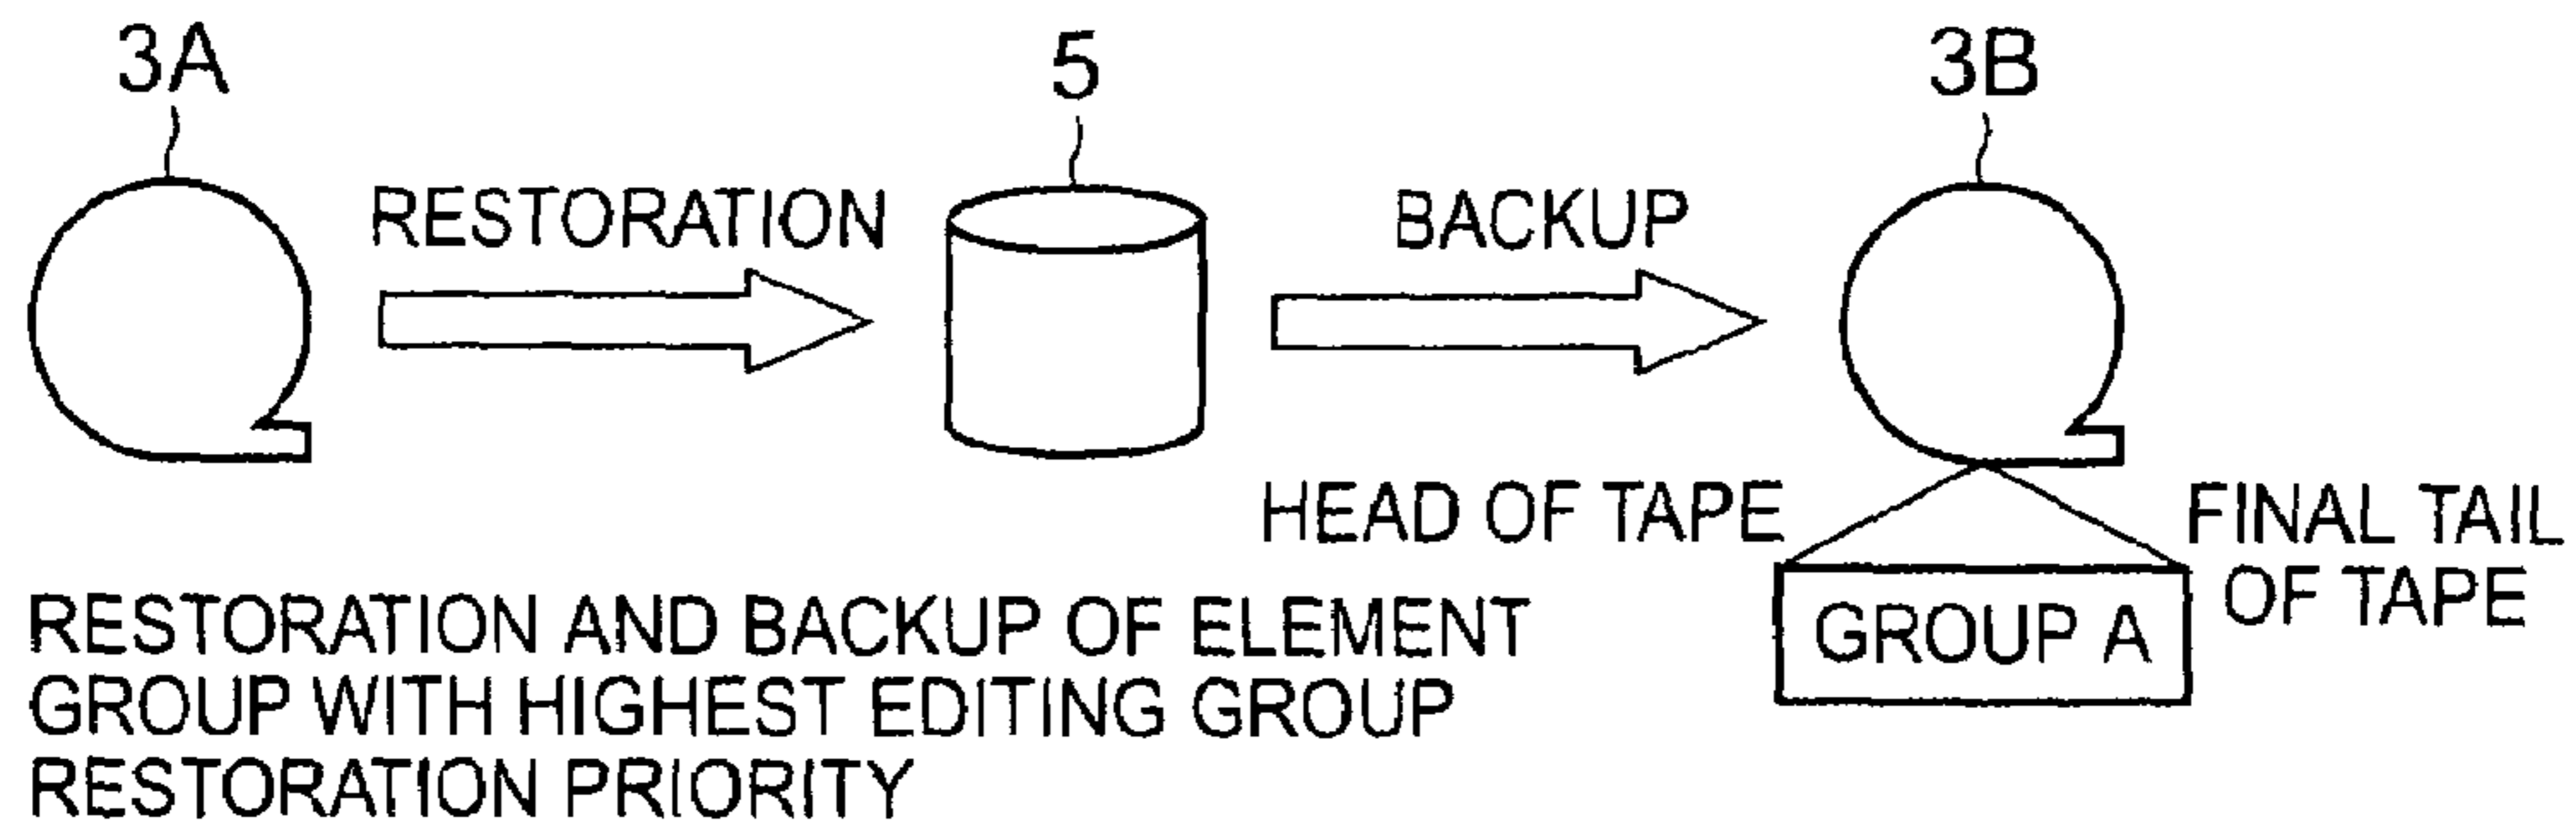 3A
5
3B
RESTORATION
BACKUP
HEAD OF TAPE
FINAL TAIL
OF TAPE
GROUP A
RESTORATION AND BACKUP OF ELEMENT
GROUP WITH HIGHEST EDITING GROUP
RESTORATION PRIORITY